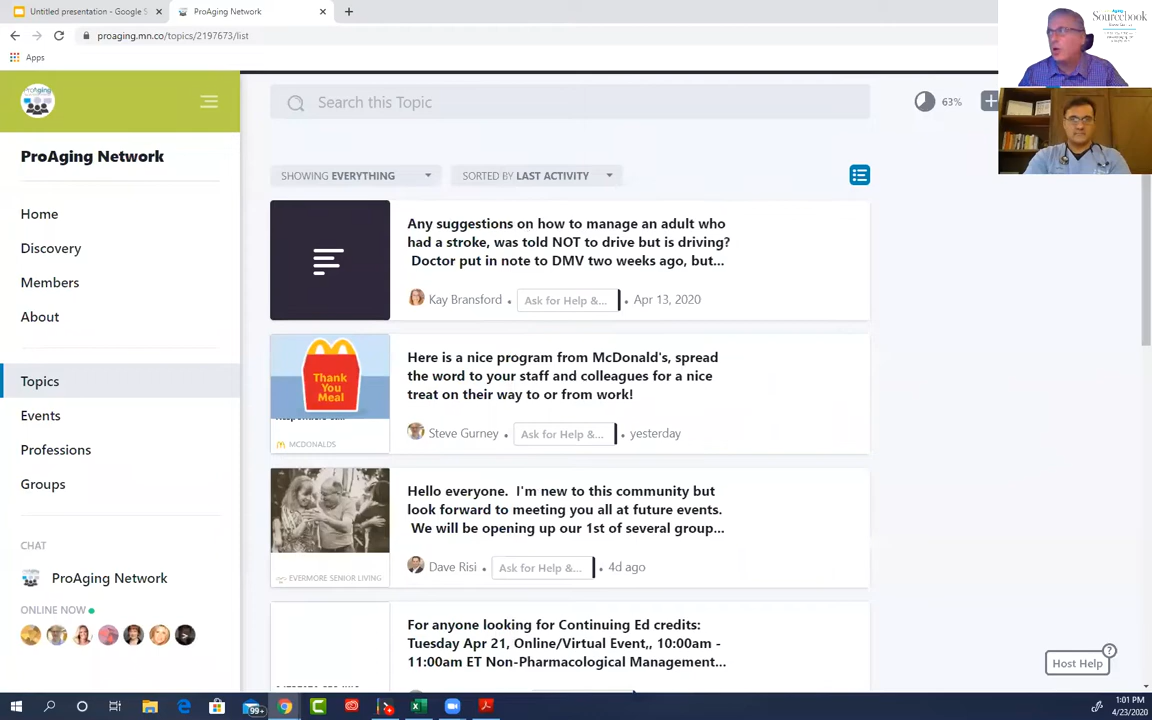 Untitled presentation - Google S
ProAging Network
proaging.mn.co/topics/2197673/list
Apps
Sourcebook
ProAging
Search this Topic
63%
ProAging Network
SHOWING EVERYTHING
SORTED BY LAST ACTIVITY
Home
Discovery
Members
About
Topics
Events
Professions
Groups
CHAT
ProAging Network
ONLINE NOW
Any suggestions on how to manage an adult who
had a stroke, was told NOT to drive but is driving?
Doctor put in note to DMV two weeks ago, but...
Kay Bransford • Ask for Help &... • Apr 13, 2020
Thank
You
Meal
MCDONALDS
Here is a nice program from McDonald's, spread
the word to your staff and colleagues for a nice
treat on their way to or from work!
Steve Gurney • Ask for Help &... • yesterday
EVERMORE SENIOR LIVING
Hello everyone. I'm new to this community but
look forward to meeting you all at future events.
We will be opening up our 1st of several group...
Dave Risi • Ask for Help &... • 4d ago
For anyone looking for Continuing Ed credits:
Tuesday Apr 21, Online/Virtual Event,, 10:00am -
11:00am ET Non-Pharmacological Management...
Host Help
?
99+
1:01 PM
4/23/2020